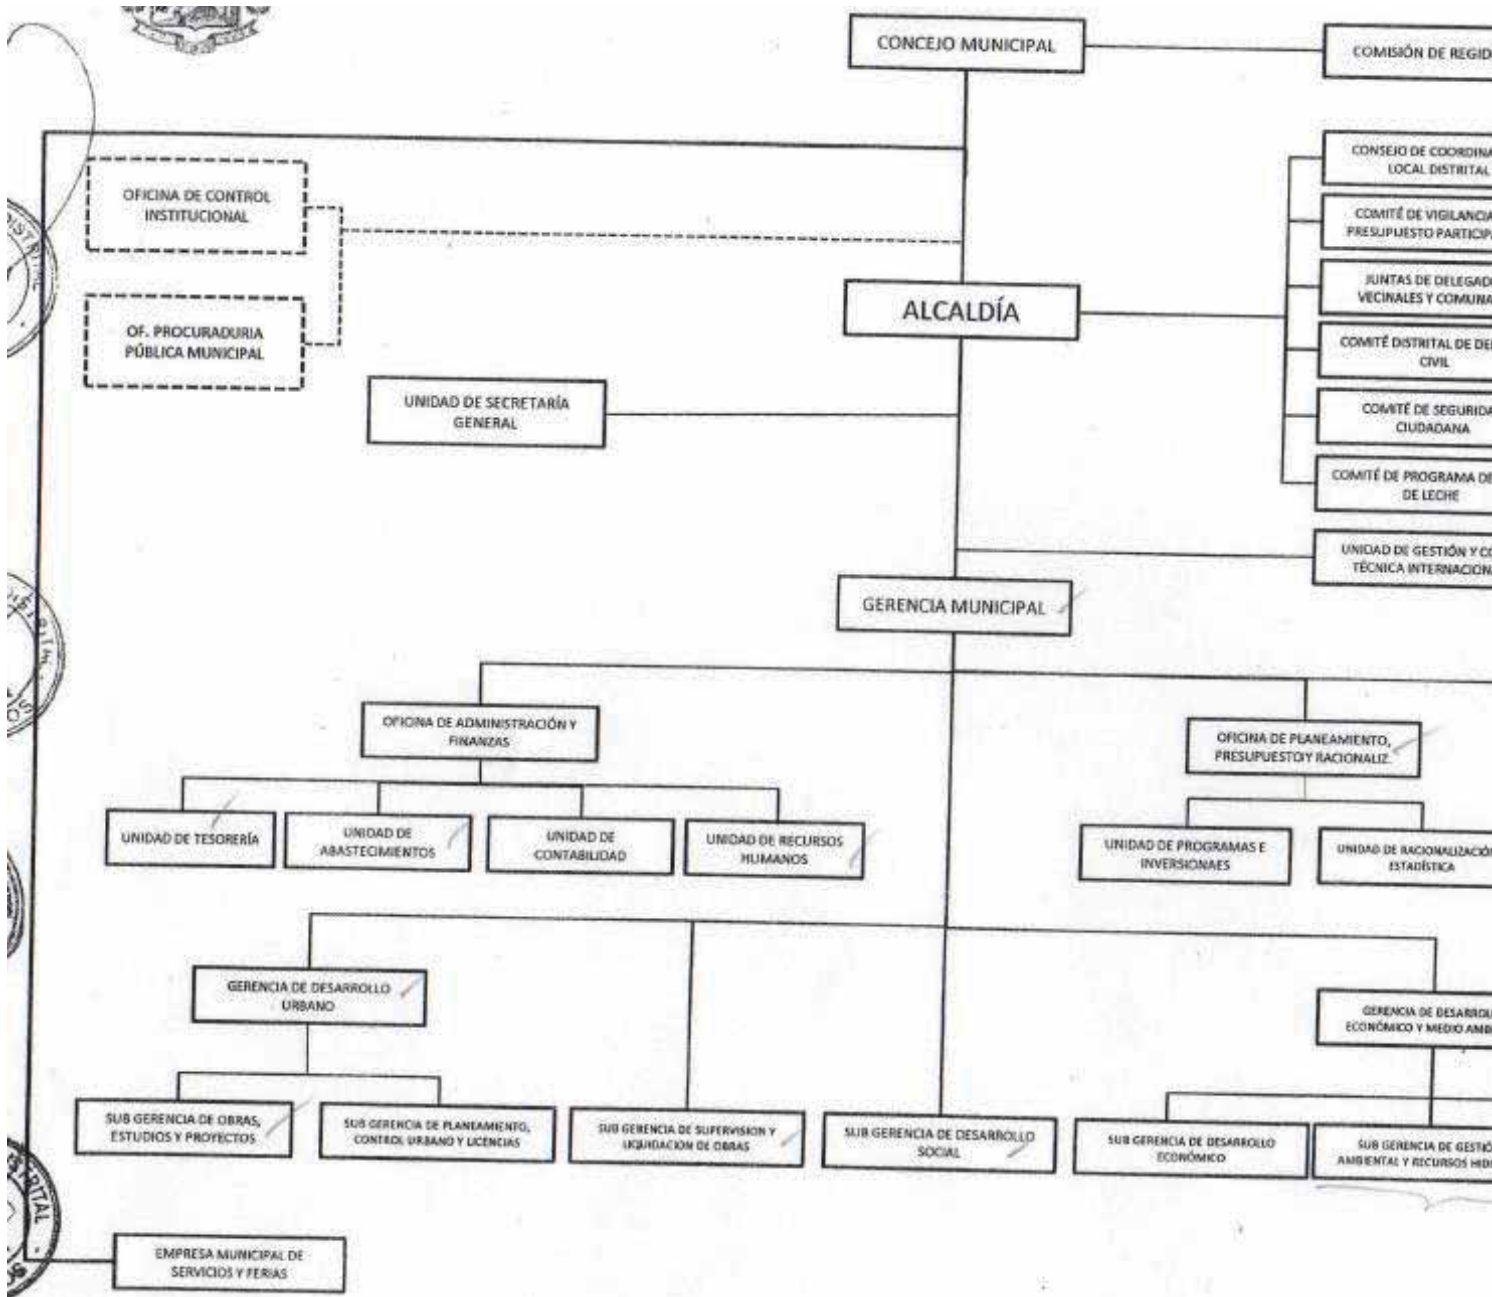 CONCEJO MUNICIPAL
COMISIÓN DE REGID
CONSEJO DE COORDINA
LOCAL DISTRITAL
OFICINA DE CONTROL
INSTITUCIONAL
COMITÉ DE VIGILANCIA
PRESUPUESTO PARTICIP
JUNTAS DE DELEGAD
VECINALES Y COMUNA
ALCALDÍA
OF. PROCURADURIA
PÚBLICA MUNICIPAL
COMITÉ DISTRITAL DE DE
CIVIL
UNIDAD DE SECRETARÍA
GENERAL
COMITÉ DE SEGURIDA
CIUDADANA
COMITÉ DE PROGRAMA DE
DE LECHE
UNIDAD DE GESTIÓN Y CO
TÉCNICA INTERNACION
GERENCIA MUNICIPAL
OFICINA DE ADMINISTRACIÓN Y
FINANZAS
OFICINA DE PLANEAMIENTO,
PRESUPUESTO Y RACIONALIZ.
UNIDAD DE TESORERÍA
UNIDAD DE
ABASTECIMIENTOS
UNIDAD DE
CONTABILIDAD
UNIDAD DE RECURSOS
HUMANOS
UNIDAD DE PROGRAMAS E
INVERSIONAES
UNIDAD DE RACIONALIZACIÓN
ESTADÍSTICA
GERENCIA DE DESARROLLO
URBANO
GERENCIA DE DESARROLL
ECONÓMICO Y MEDIO AMB
SUB GERENCIA DE OBRAS,
ESTUDIOS Y PROYECTOS
SUB GERENCIA DE PLANEAMIENTO,
CONTROL URBANO Y LICENCIAS
SUB GERENCIA DE SUPERVISION Y
LIQUIDACION DE OBRAS
SUB GERENCIA DE DESARROLLO
SOCIAL
SUB GERENCIA DE DESARROLLO
ECONÓMICO
SUB GERENCIA DE GESTIÓ
AMBIENTAL Y RECURSOS HID
EMPRESA MUNICIPAL DE
SERVICIOS Y FERIAS